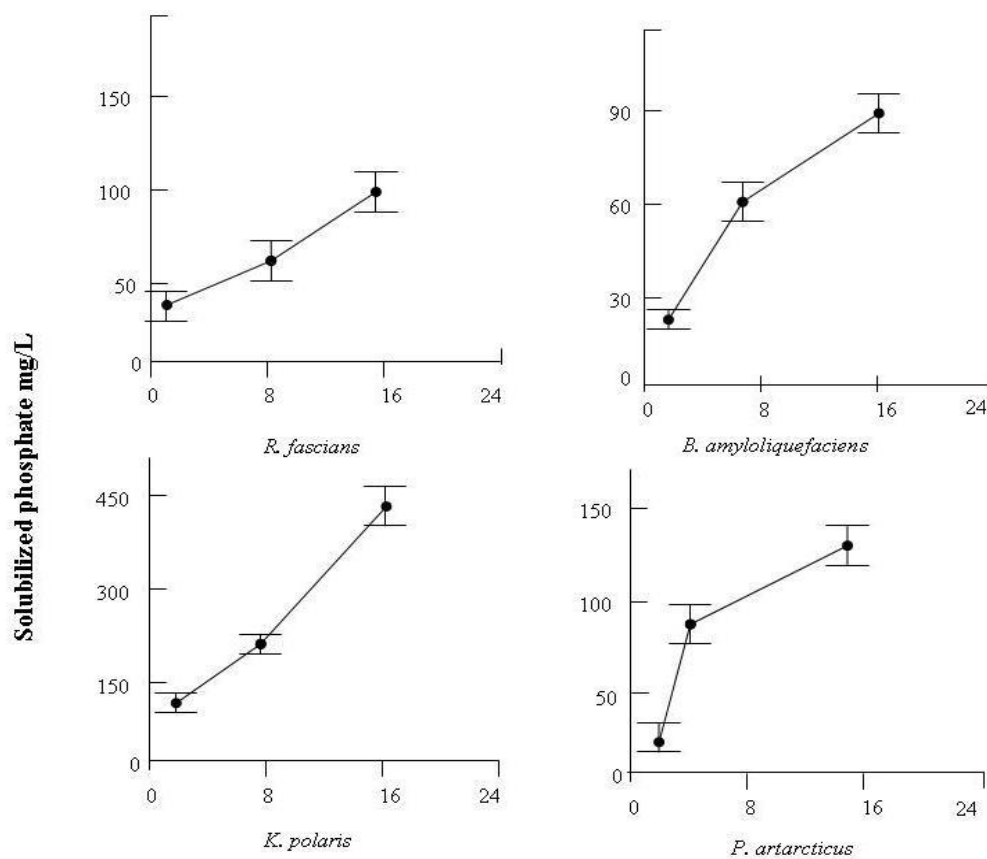 Solubilized phosphate mg/L
150
100
50
0
0 8 16 24
R. fascians
90
60
30
0
0 8 16 24
B. amyloliquefaciens
450
300
150
0
0 8 16 24
K. polaris
150
100
50
0
0 8 16 24
P. artarcticus